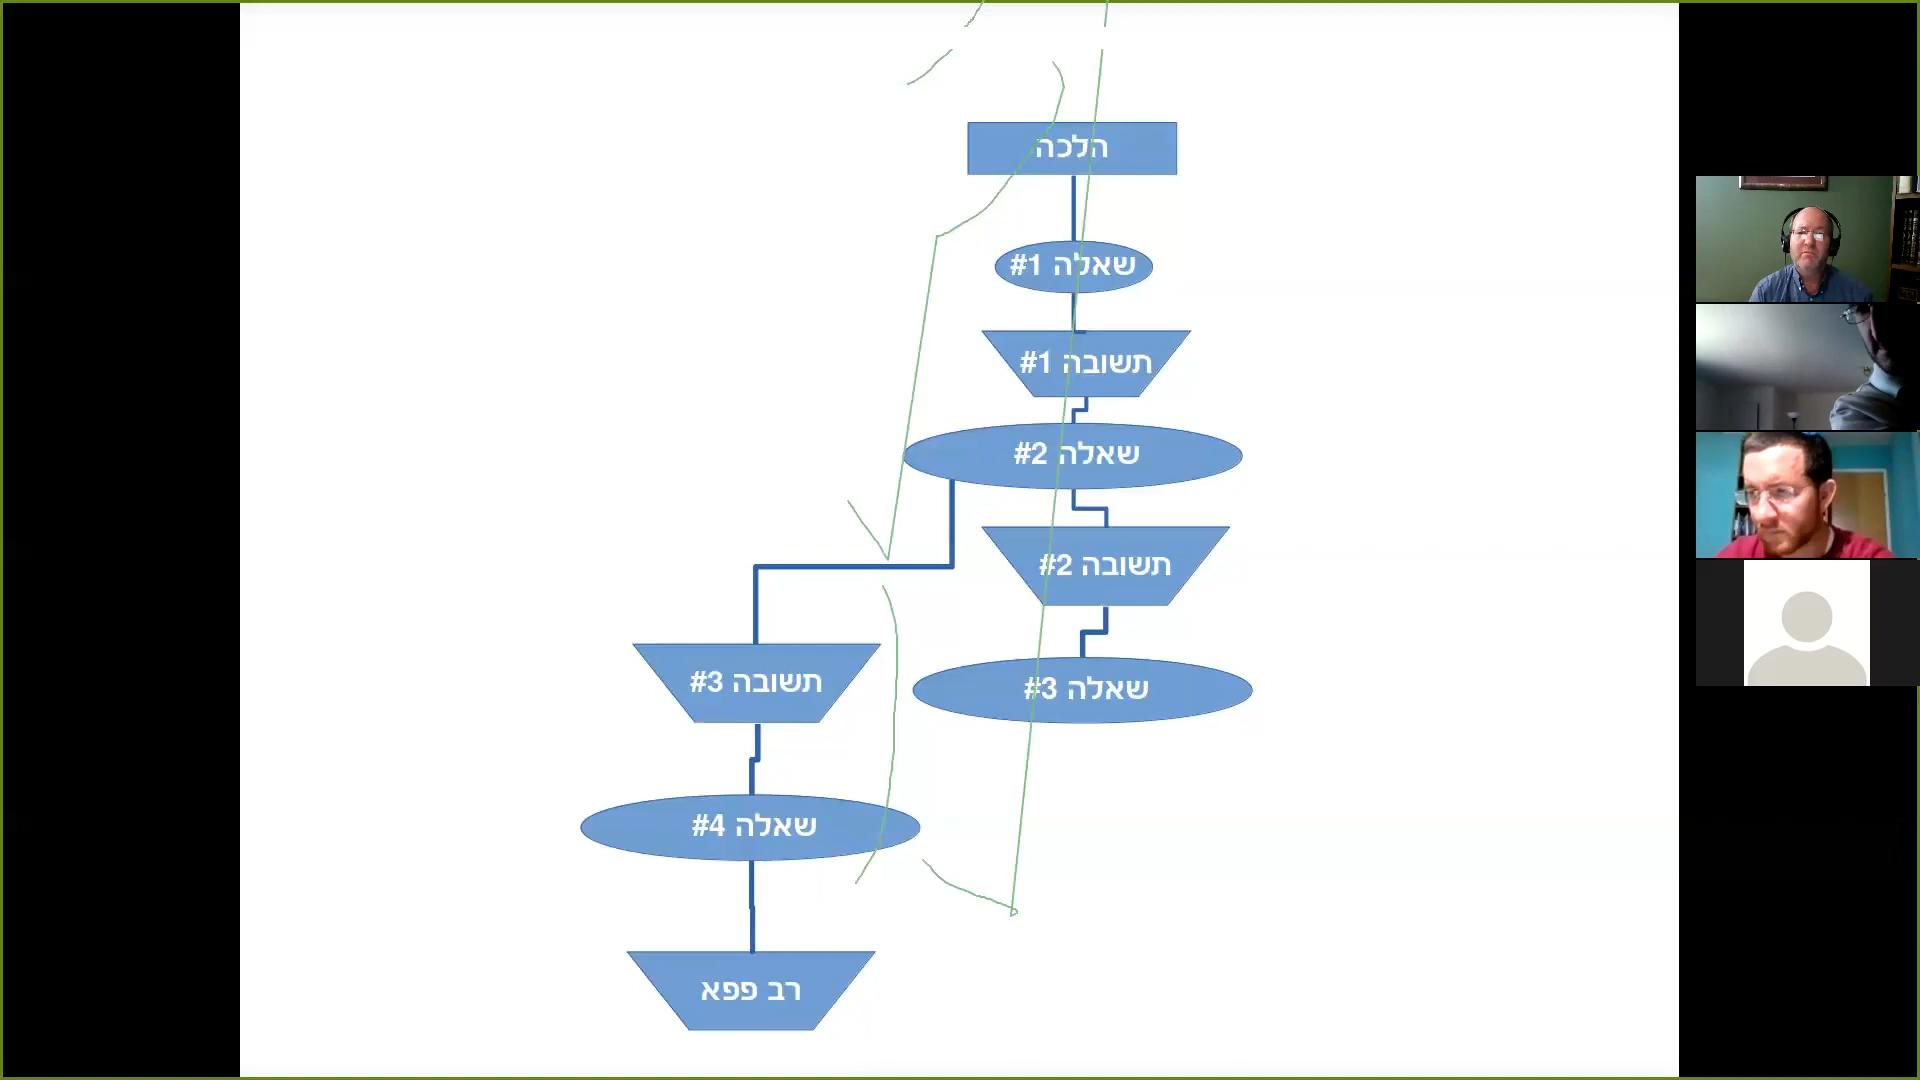 הלכה
שאלה #1
תשובה #1
שאלה #2
תשובה #2
תשובה #3
שאלה #3
שאלה #4
רב פפא